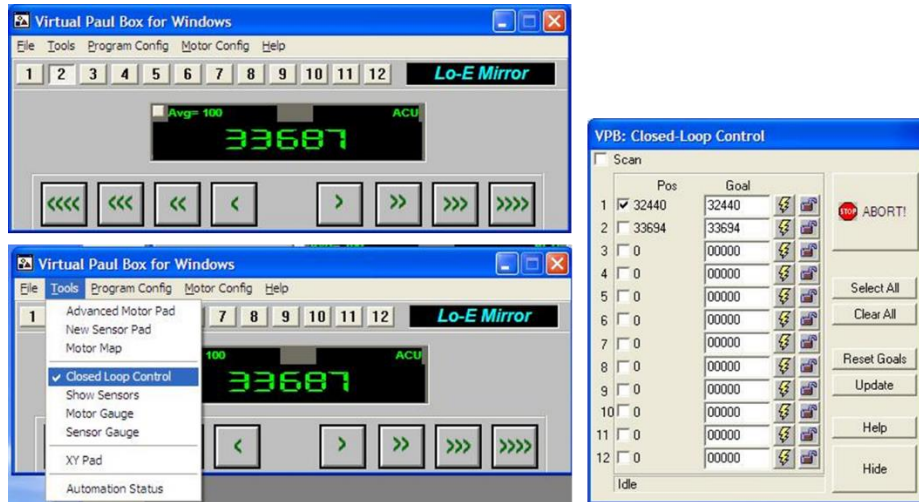 Virtual Paul Box for Windows
File Tools Program Config Motor Config Help
1 2 3 4 5 6 7 8 9 10 11 12 Lo-E Mirror
Avg= 100 ACU
33687
<<<< <<< << < > >> >>> >>>>
Virtual Paul Box for Windows
File Tools Program Config Motor Config Help
1 7 8 9 10 11 12 Lo-E Mirror
Advanced Motor Pad
New Sensor Pad
Motor Map
100 ACU
Closed Loop Control
33687
Show Sensors
Motor Gauge
Sensor Gauge
< > >> >>> >>>>
XY Pad
Automation Status
VPB: Closed-Loop Control
Scan
Pos Goal
1 32440 32440
2 33694 33694
3 0 00000
4 0 00000
5 0 00000
6 0 00000
7 0 00000
8 0 00000
9 0 00000
10 0 00000
11 0 00000
12 0 00000
Idle
STOP ABORT!
Select All
Clear All
Reset Goals
Update
Help
Hide